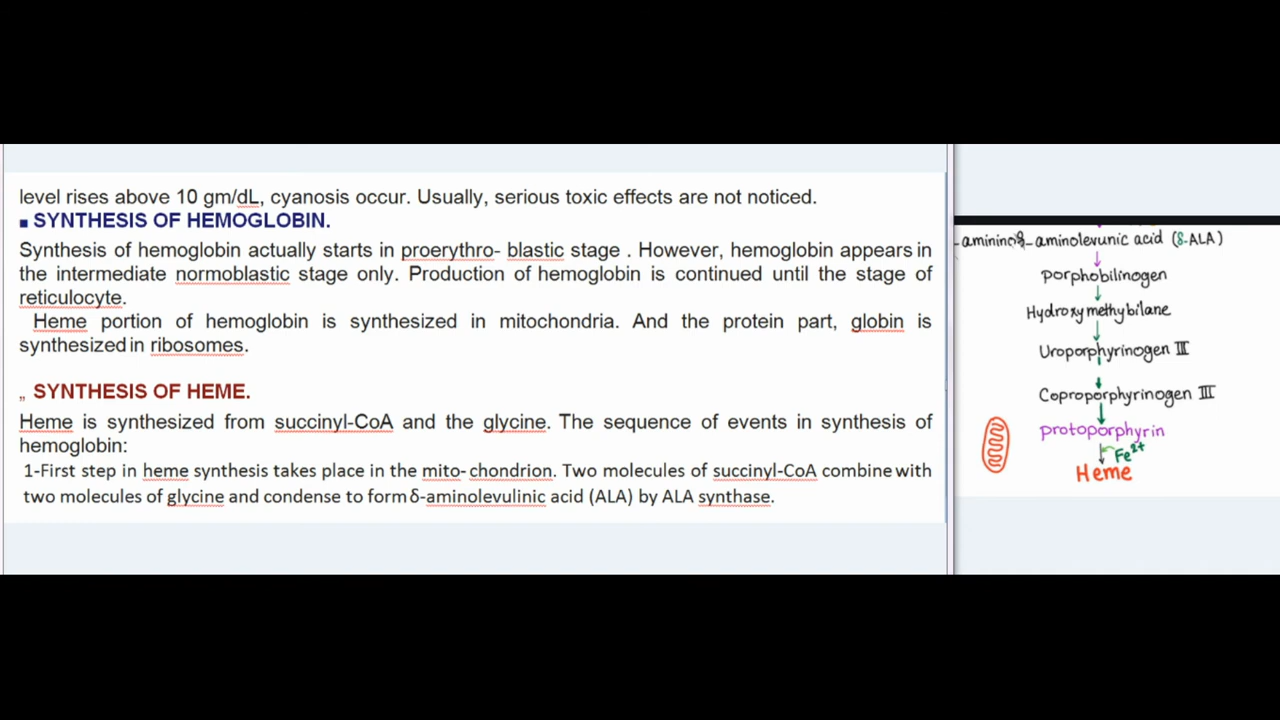 level rises above 10 gm/dL, cyanosis occur. Usually, serious toxic effects are not noticed.
■ SYNTHESIS OF HEMOGLOBIN.
Synthesis of hemoglobin actually starts in proerythro- blastic stage . However, hemoglobin appears in
the intermediate normoblastic stage only. Production of hemoglobin is continued until the stage of
reticulocyte.
Heme portion of hemoglobin is synthesized in mitochondria. And the protein part, globin is
synthesized in ribosomes.
„ SYNTHESIS OF HEME.
Heme is synthesized from succinyl-CoA and the glycine. The sequence of events in synthesis of
hemoglobin:
1-First step in heme synthesis takes place in the mito- chondrion. Two molecules of succinyl-CoA combine with
two molecules of glycine and condense to form δ-aminolevulinic acid (ALA) by ALA synthase.
aminolevunic acid (δ-ALA)
Porphobilinogen
Hydroxymethybilane
Uroporphyrinogen III
Coproporphyrinogen III
protoporphyrin
Fe²⁺
Heme